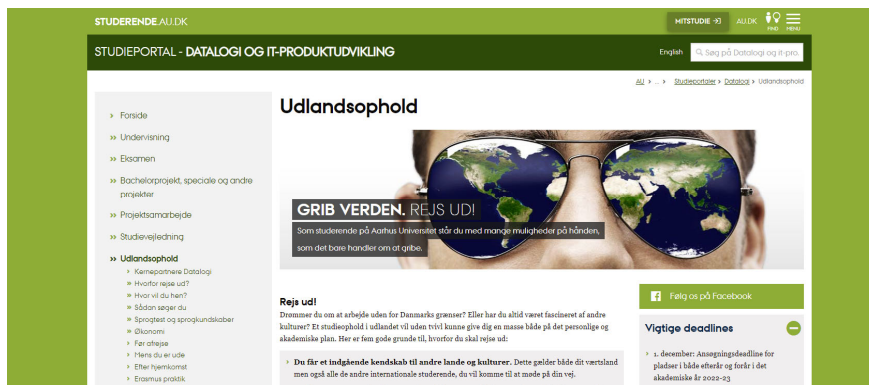 STUDERENDE.AU.DK
MITSTUDIE
AU.DK
FIND
MENU
STUDIEPORTAL - DATALOGI OG IT-PRODUKTUDVIKLING
English
Søg på Datalogi og it-pro.
AU > ... > Studieportaler > Datalogi > Udlandsophold
Forside
Undervisning
Eksamen
Bachelorprojekt, speciale og andre
projekter
Projektsamarbejde
Studievejledning
Udlandsophold
Kernepartnere Datalogi
Hvorfor rejse ud?
Hvor vil du hen?
Sådan søger du
Sprogtest og sprogkundskaber
Økonomi
Før afrejse
Mens du er ude
Efter hjemkomst
Erasmus praktik
Udlandsophold
GRIB VERDEN. REJS UD!
Som studerende på Aarhus Universitet står du med mange muligheder på hånden,
som det bare handler om at gribe.
Rejs ud!
Drømmer du om at arbejde uden for Danmarks grænser? Eller har du altid været fascineret af andre
kulturer? Et studieophold i udlandet vil uden tvivl kunne give dig en masse både på det personlige og
akademiske plan. Her er fem gode grunde til, hvorfor du skal rejse ud:
Du får et indgående kendskab til andre lande og kulturer. Dette gælder både dit værtsland
men også alle de andre internationale studerende, du vil komme til at møde på din vej.
Følg os på Facebook
Vigtige deadlines
1. december: Ansøgningsdeadline for
pladser i både efterår og forår i det
akademiske år 2022-23